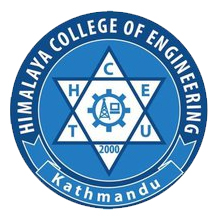 HIMALAYA COLLEGE OF ENGINEERING
C
H E
T U
2000
Kathmandu